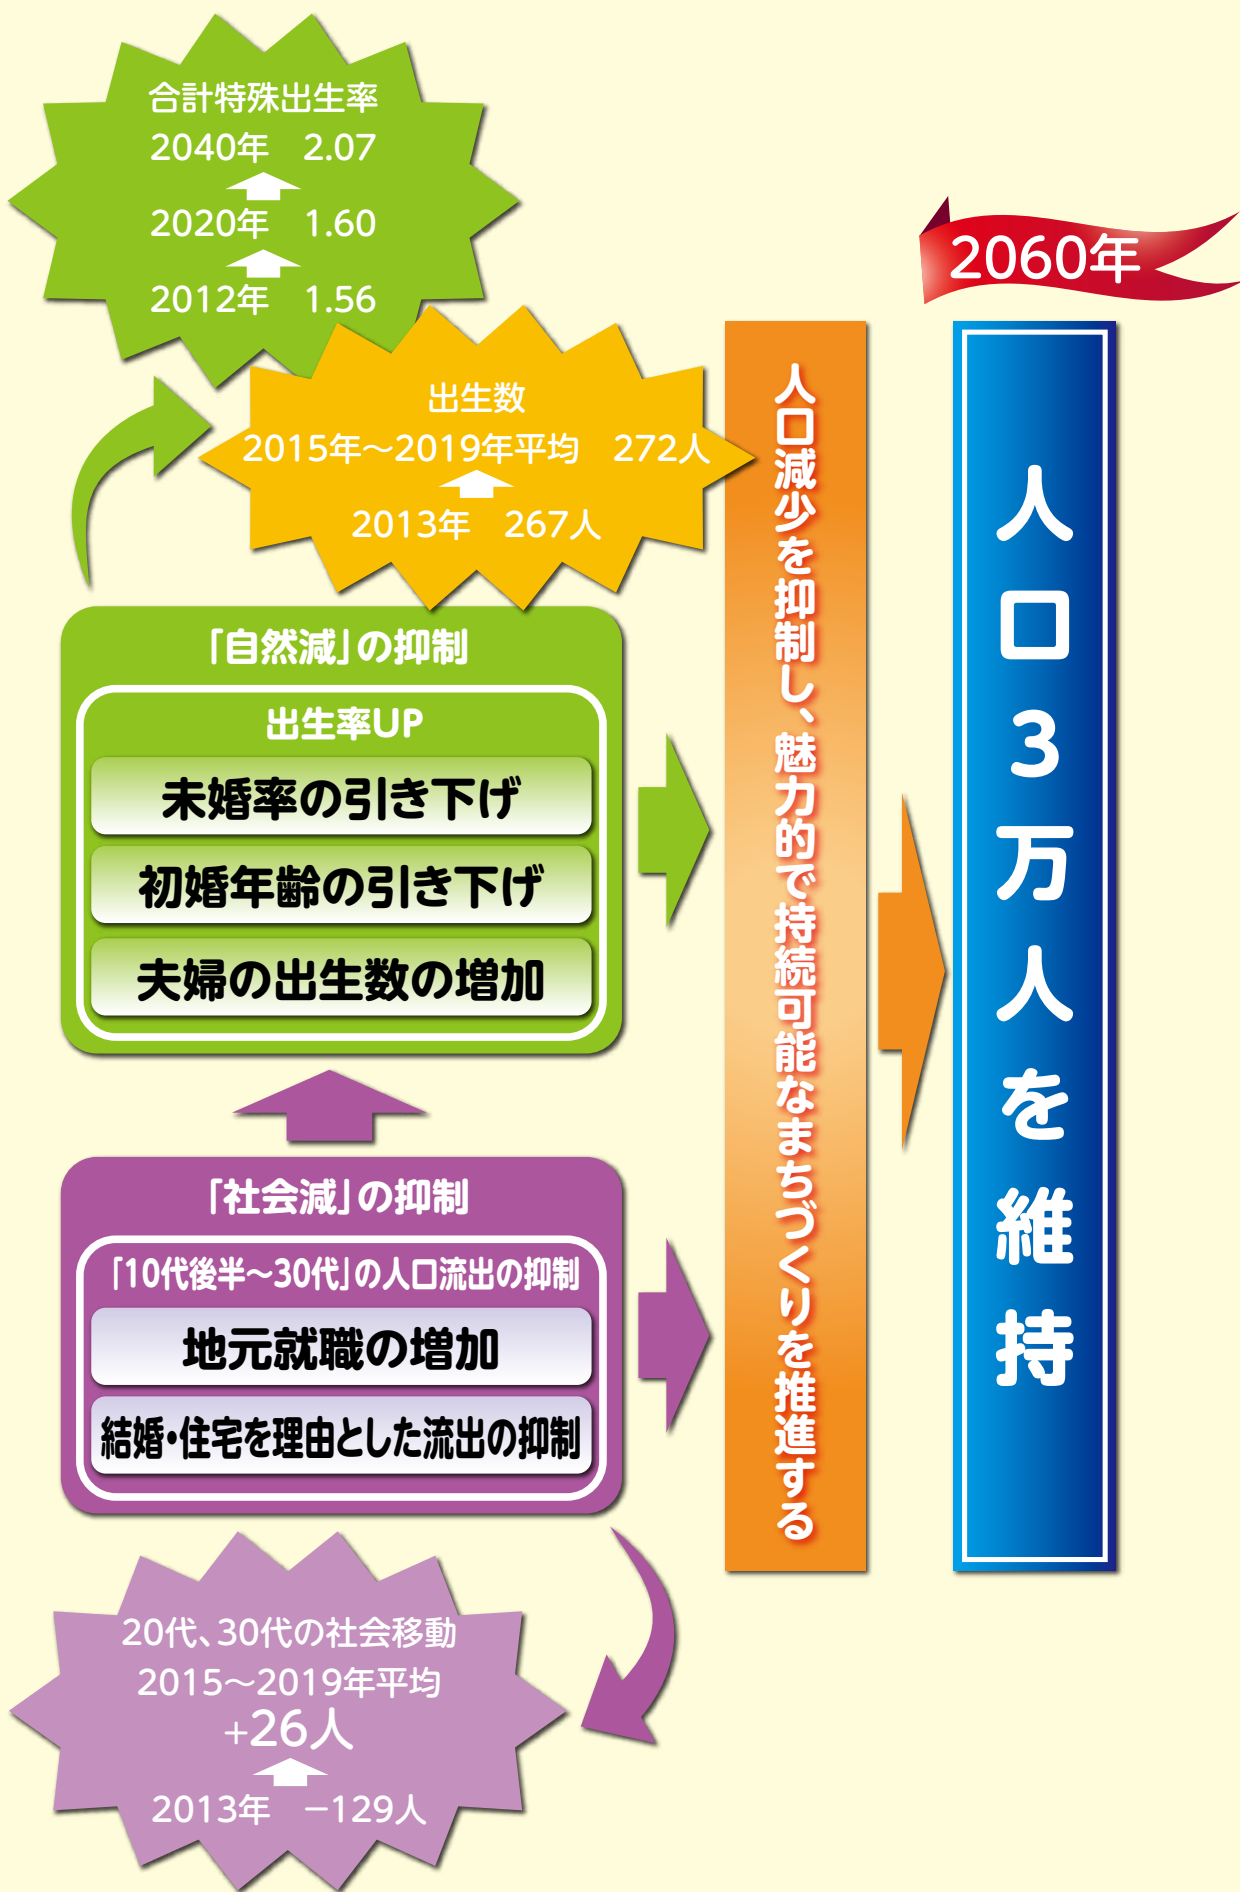 合計特殊出生率
2040年 2.07
2020年 1.60
2012年 1.56
出生数
2015年～2019年平均 272人
2013年 267人
「自然減」の抑制
出生率UP
未婚率の引き下げ
初婚年齢の引き下げ
夫婦の出生数の増加
「社会減」の抑制
「10代後半～30代」の人口流出の抑制
地元就職の増加
結婚・住宅を理由とした流出の抑制
20代、30代の社会移動
2015～2019年平均
+26人
2013年 －129人
人口減少を抑制し、魅力的で持続可能なまちづくりを推進する
2060年
人口3万人を維持